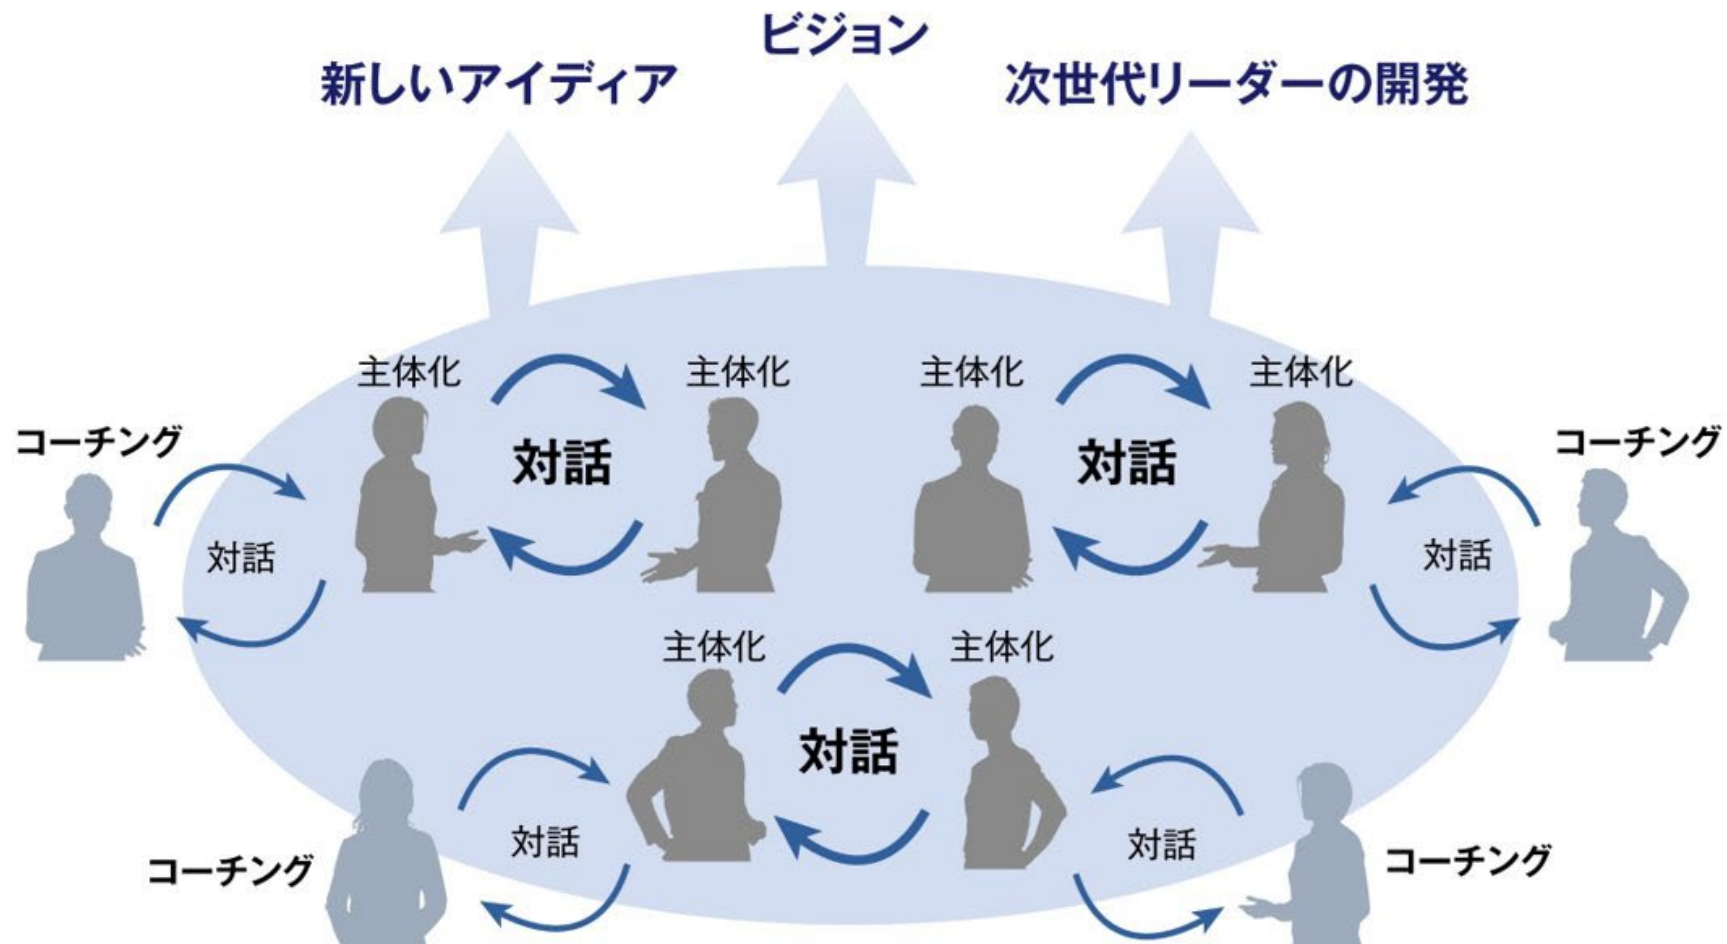 ビジョン
新しいアイディア
次世代リーダーの開発
主体化
主体化
主体化
主体化
コーチング
対話
対話
コーチング
対話
対話
主体化
主体化
対話
対話
対話
コーチング
コーチング